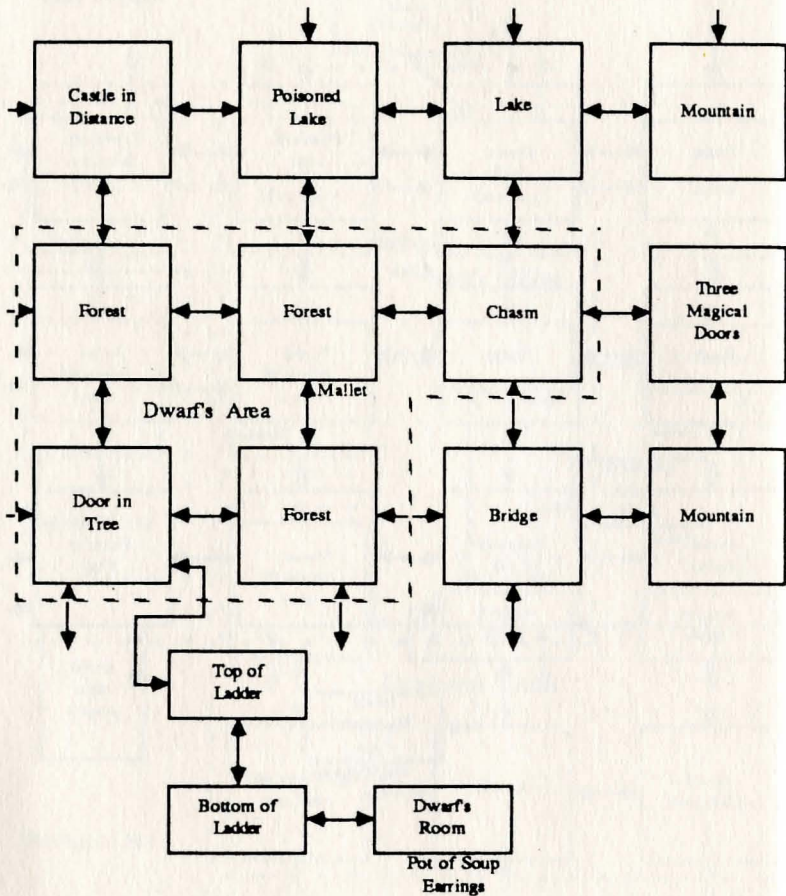 Castle in
Distance
Poisoned
Lake
Lake
Mountain
Forest
Forest
Chasm
Three
Magical
Doors
Mallet
Dwarf's Area
Door in
Tree
Forest
Bridge
Mountain
Top of
Ladder
Bottom of
Ladder
Dwarf's
Room
Pot of Soup
Earrings